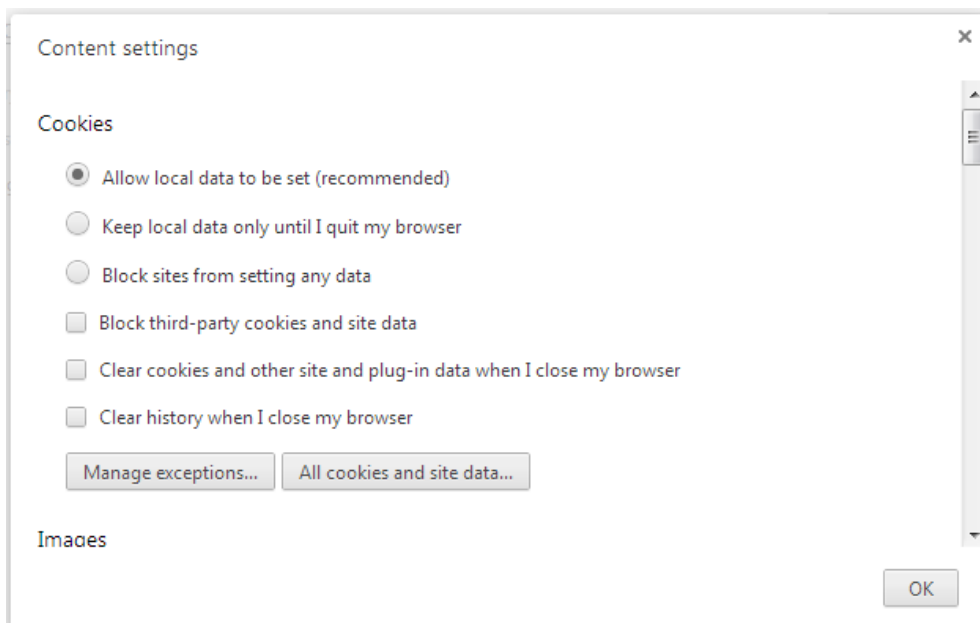 Content settings
Cookies
Allow local data to be set (recommended)
Keep local data only until I quit my browser
Block sites from setting any data
Block third-party cookies and site data
Clear cookies and other site and plug-in data when I close my browser
Clear history when I close my browser
Manage exceptions... All cookies and site data...
Images
OK